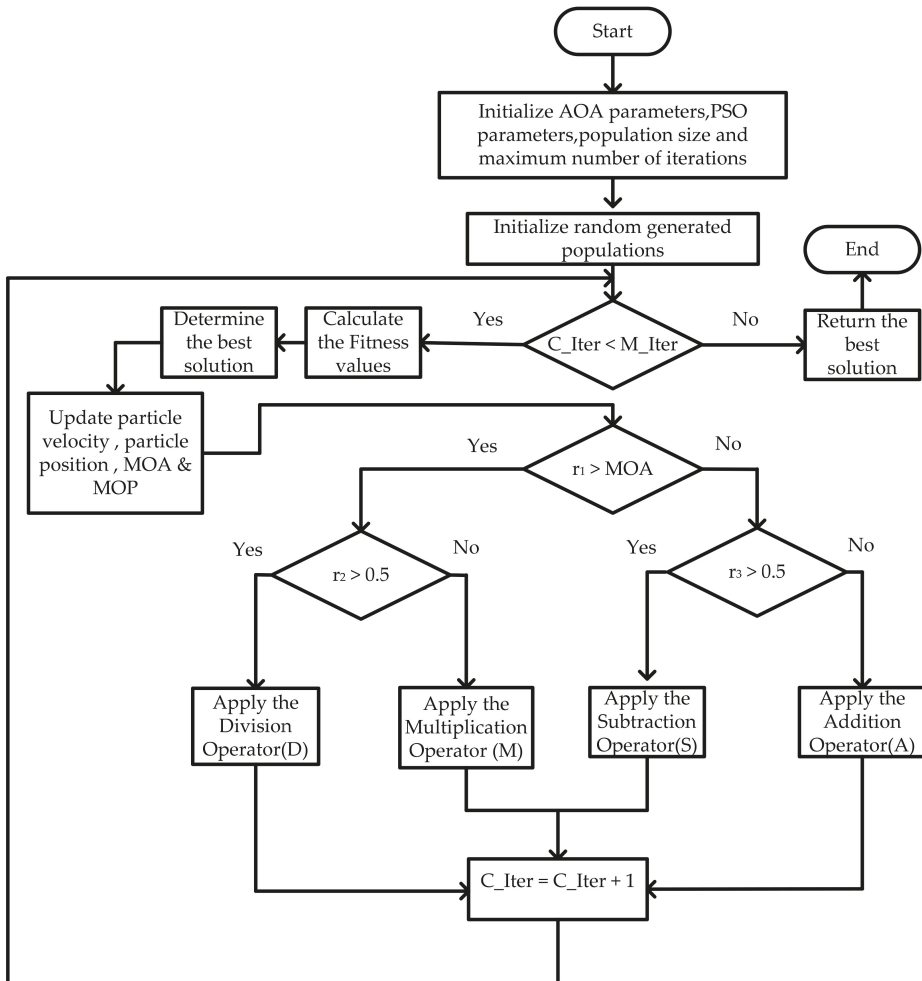 Start
Initialize AOA parameters,PSO
parameters,population size and
maximum number of iterations
Initialize random generated
populations
End
Determine
the best
solution
Calculate
the Fitness
values
Yes
C_Iter < M_Iter
No
Return the
best
solution
Update particle
velocity , particle
position , MOA &
MOP
Yes
r₁ > MOA
No
Yes
r₂ > 0.5
No
Yes
r₃ > 0.5
No
Apply the
Division
Operator(D)
Apply the
Multiplication
Operator (M)
Apply the
Subtraction
Operator(S)
Apply the
Addition
Operator(A)
C_Iter = C_Iter + 1